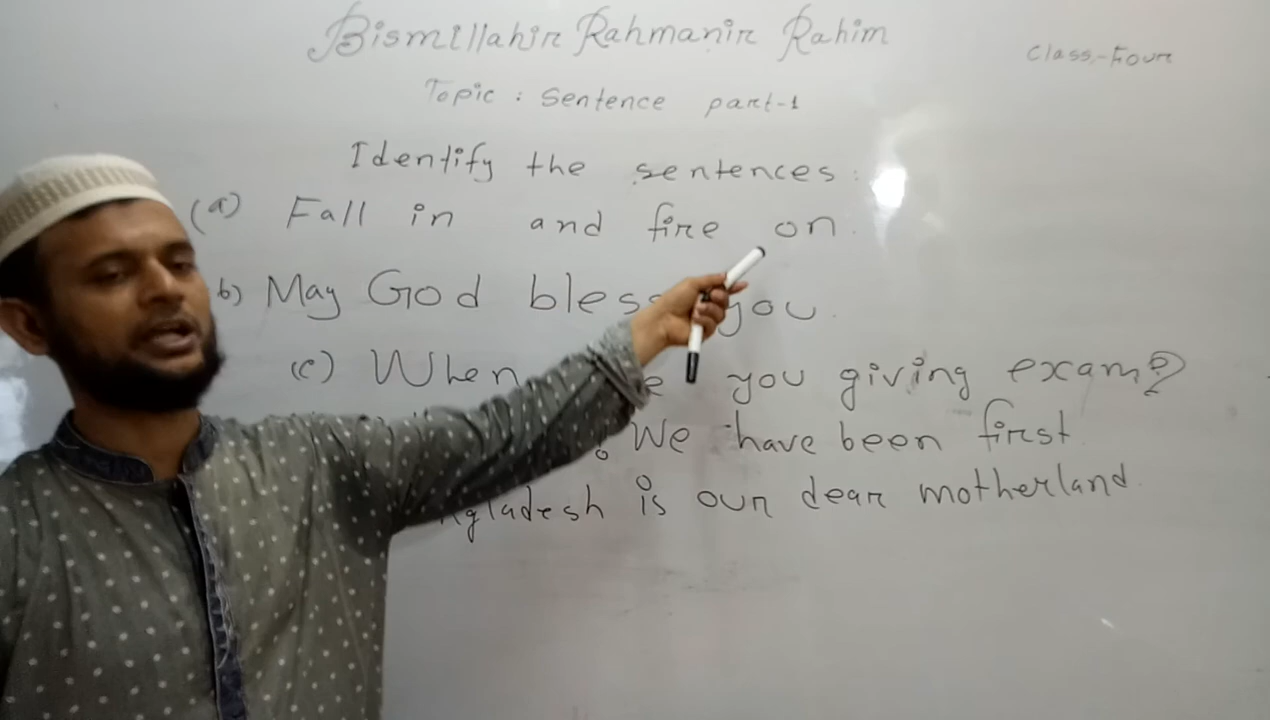 Bismillahir Rahmanir Rahim
Class-Four
Topic : Sentence part-1
Identify the sentences :
(a) Fall in and fire on.
b) May God bless you.
(c) When you giving exam?
We have been first
is our dear motherland.